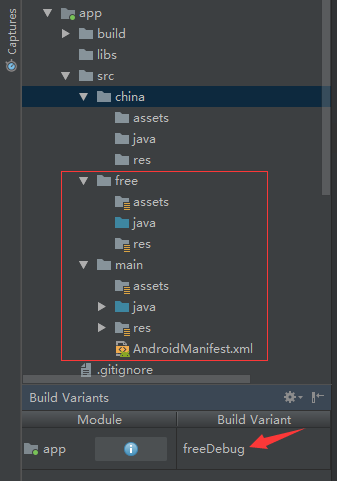 Captures
app
build
libs
src
china
assets
java
res
free
assets
java
res
main
assets
java
res
AndroidManifest.xml
.gitignore
Build Variants
Module Build Variant
app freeDebug